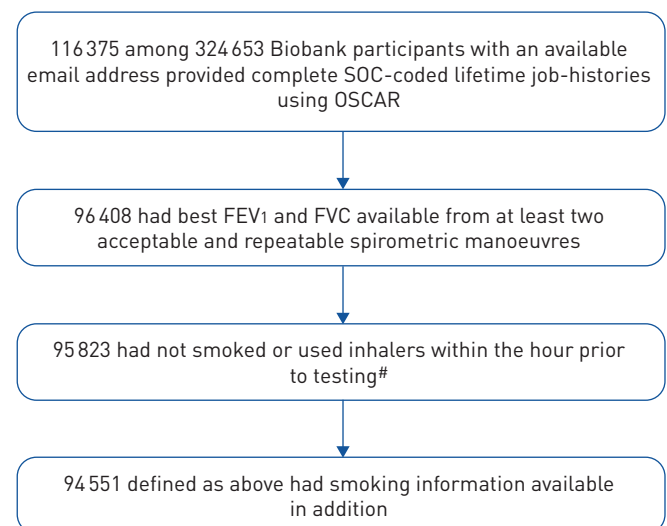 116 375 among 324 653 Biobank participants with an available
email address provided complete SOC-coded lifetime job-histories
using OSCAR
96 408 had best FEV1 and FVC available from at least two
acceptable and repeatable spirometric manoeuvres
95 823 had not smoked or used inhalers within the hour prior
to testing#
94 551 defined as above had smoking information available
in addition